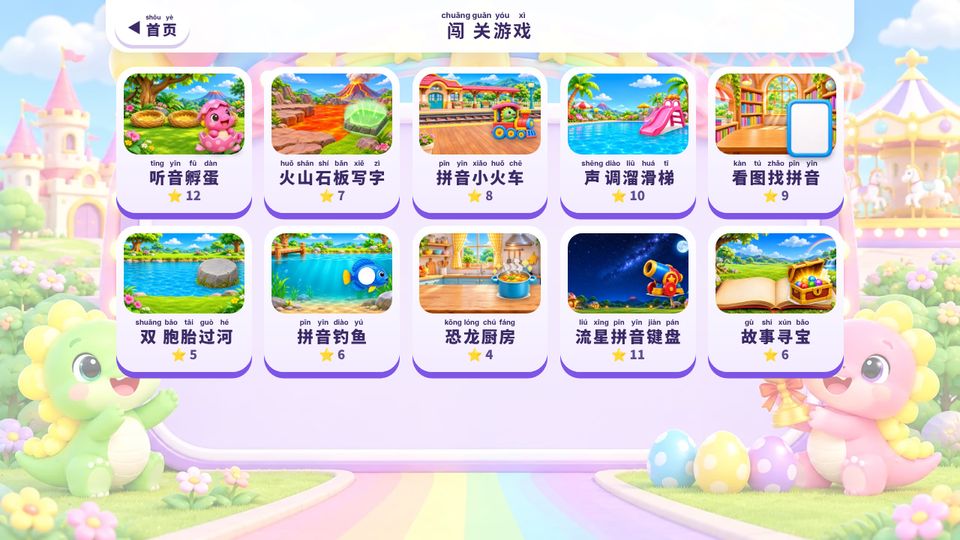 shǒu yè
首页
chuǎng guān yóu xì
闯关游戏
tīng yīn fū dàn
听音孵蛋
12
huǒ shān shí bǎn xiě zì
火山石板写字
7
pīn yīn xiǎo huǒ chē
拼音小火车
8
shēng diào liū huá tī
声调溜滑梯
10
kàn tú zhǎo pīn yīn
看图找拼音
9
shuāng bāo tāi guò hé
双胞胎过河
5
pīn yīn diào yú
拼音钓鱼
6
kǒng lóng chú fáng
恐龙厨房
4
liú xīng pīn yīn jiàn pán
流星拼音键盘
11
gù shì xún bǎo
故事寻宝
6